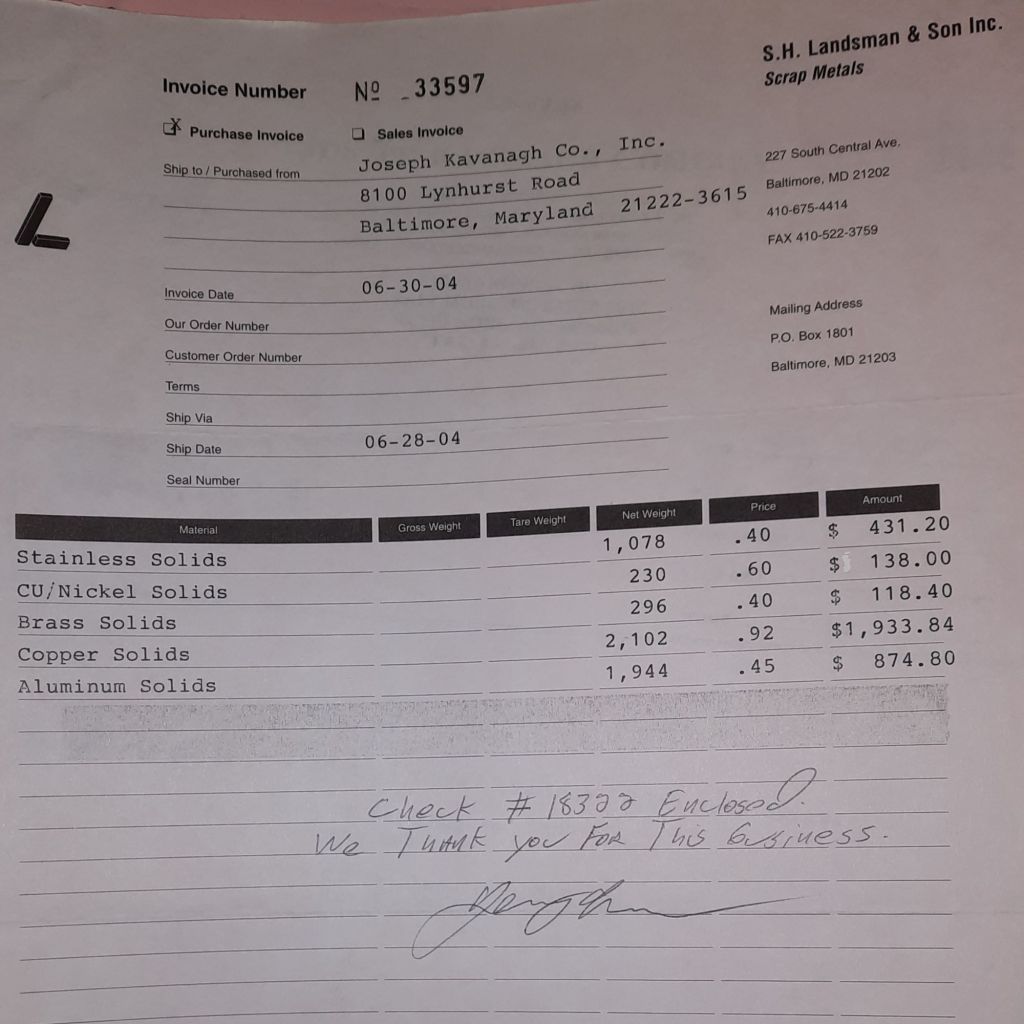 S.H. Landsman & Son Inc.
Scrap Metals
Invoice Number № 33597
☒ Purchase Invoice ☐ Sales Invoice
Ship to / Purchased from Joseph Kavanagh Co., Inc.
8100 Lynhurst Road
Baltimore, Maryland 21222-3615
227 South Central Ave.
Baltimore, MD 21202
410-675-4414
FAX 410-522-3759
Invoice Date 06-30-04
Our Order Number
Customer Order Number
Terms
Ship Via
Ship Date 06-28-04
Seal Number
Mailing Address
P.O. Box 1801
Baltimore, MD 21203
Material Gross Weight Tare Weight Net Weight Price Amount
Stainless Solids 1,078 .40 $ 431.20
CU/Nickel Solids 230 .60 $ 138.00
Brass Solids 296 .40 $ 118.40
Copper Solids 2,102 .92 $1,933.84
Aluminum Solids 1,944 .45 $ 874.80
Check # 18322 Enclosed.
We Thank you For This business.